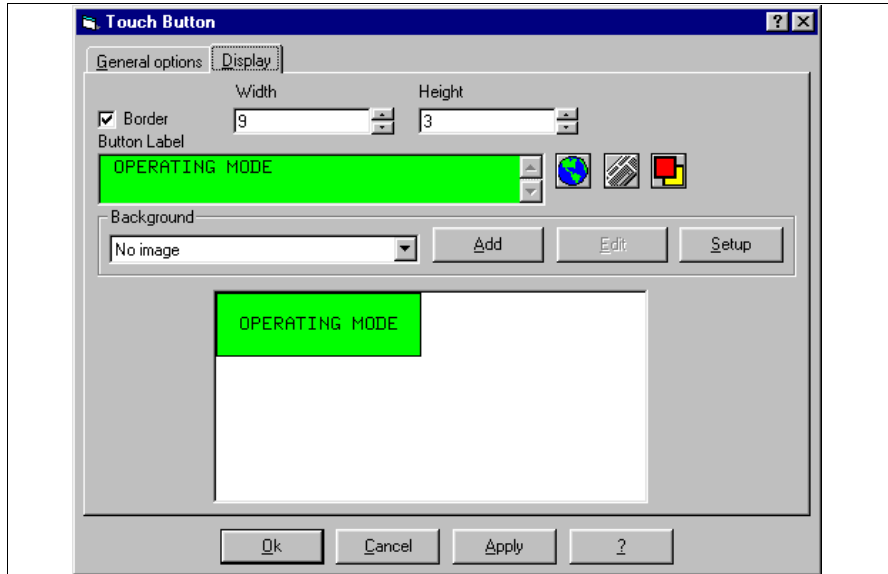 Touch Button
General options Display
Width Height
Border 9 3
Button Label
OPERATING MODE
Background
No image Add Edit Setup
OPERATING MODE
Ok Cancel Apply ?